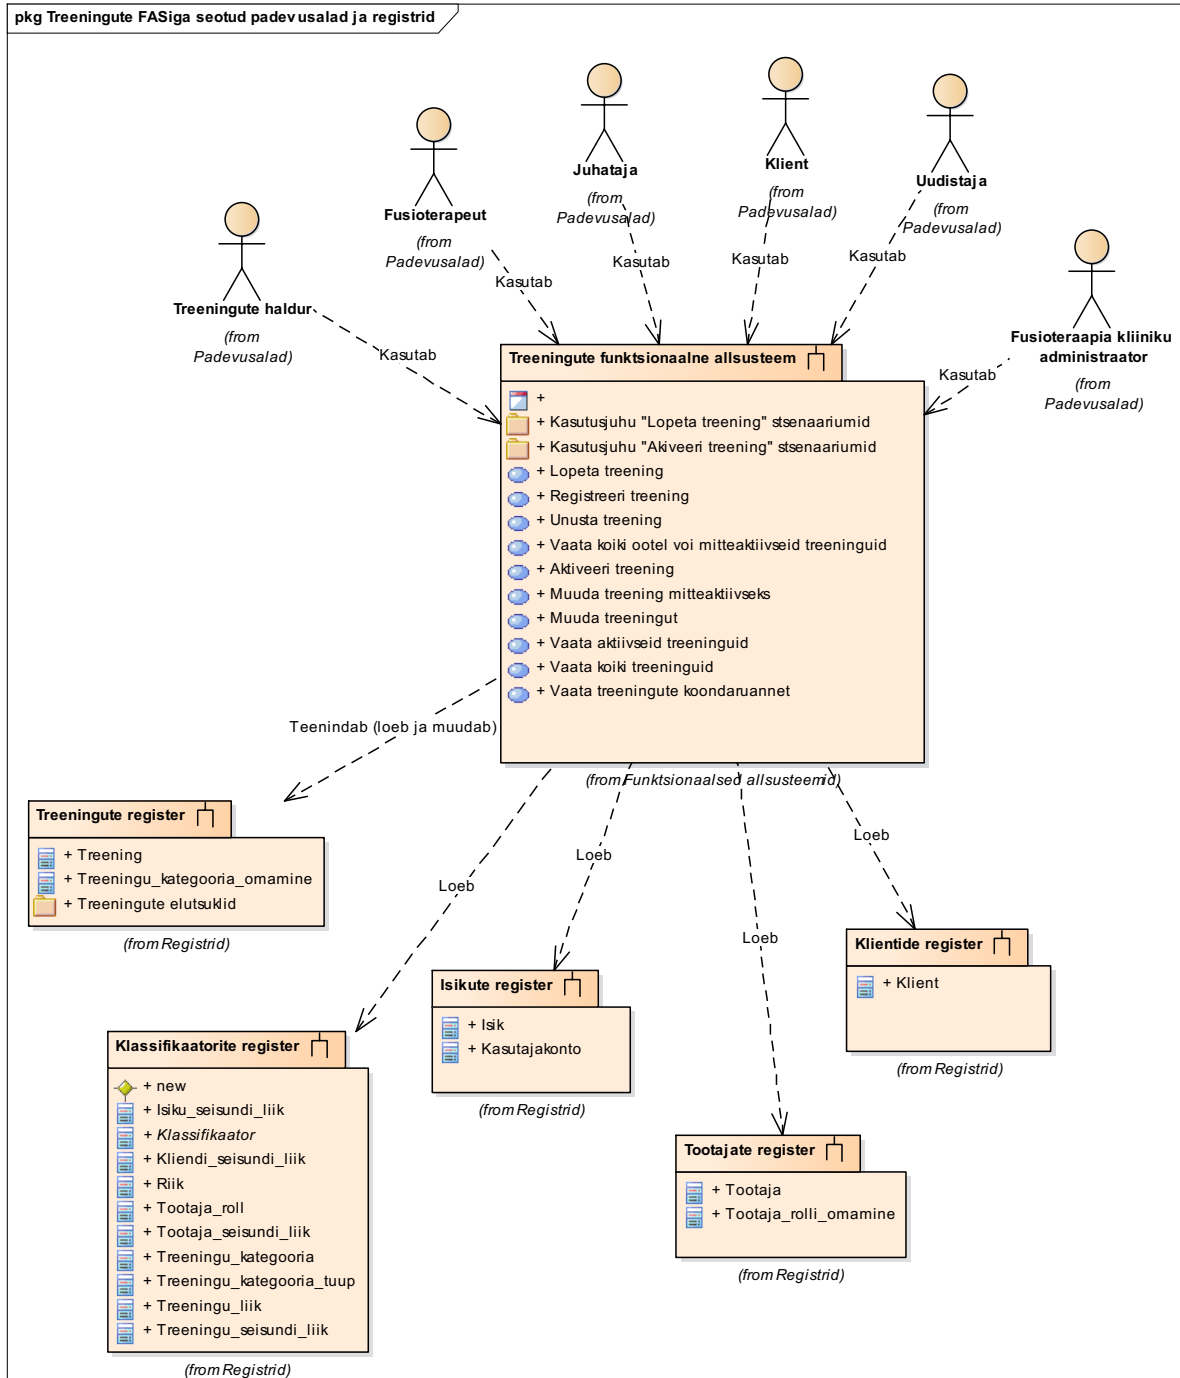 pkg Treeningute FASiga seotud padevusalad ja registrid
Juhataja
(from
Padevusalad)
Klient
(from
Padevusalad)
Uudistaja
(from
Padevusalad)
Fusioterapeut
(from
Padevusalad)
Treeningute haldur
(from
Padevusalad)
Fusioteraapia kliiniku
administraator
(from
Padevusalad)
Kasutab
Kasutab
Kasutab
Kasutab
Kasutab
Kasutab
Treeningute funktsionaalne allsusteem
+
+ Kasutusjuhu "Lopeta treening" stsenaariumid
+ Kasutusjuhu "Akiveeri treening" stsenaariumid
+ Lopeta treening
+ Registreeri treening
+ Unusta treening
+ Vaata koiki ootel voi mitteaktiivseid treeninguid
+ Aktiveeri treening
+ Muuda treening mitteaktiivseks
+ Muuda treeningut
+ Vaata aktiivseid treeninguid
+ Vaata koiki treeninguid
+ Vaata treeningute koondaruannet
(from Funktsionaalsed allsusteemid)
Teenindab (loeb ja muudab)
Loeb
Loeb
Loeb
Loeb
Treeningute register
+ Treening
+ Treeningu_kategooria_omamine
+ Treeningute elutsuklid
(from Registrid)
Klientide register
+ Klient
(from Registrid)
Isikute register
+ Isik
+ Kasutajakonto
(from Registrid)
Klassifikaatorite register
+ new
+ Isiku_seisundi_liik
+ Klassifikaator
+ Kliendi_seisundi_liik
+ Riik
+ Tootaja_roll
+ Tootaja_seisundi_liik
+ Treeningu_kategooria
+ Treeningu_kategooria_tuup
+ Treeningu_liik
+ Treeningu_seisundi_liik
(from Registrid)
Tootajate register
+ Tootaja
+ Tootaja_rolli_omamine
(from Registrid)